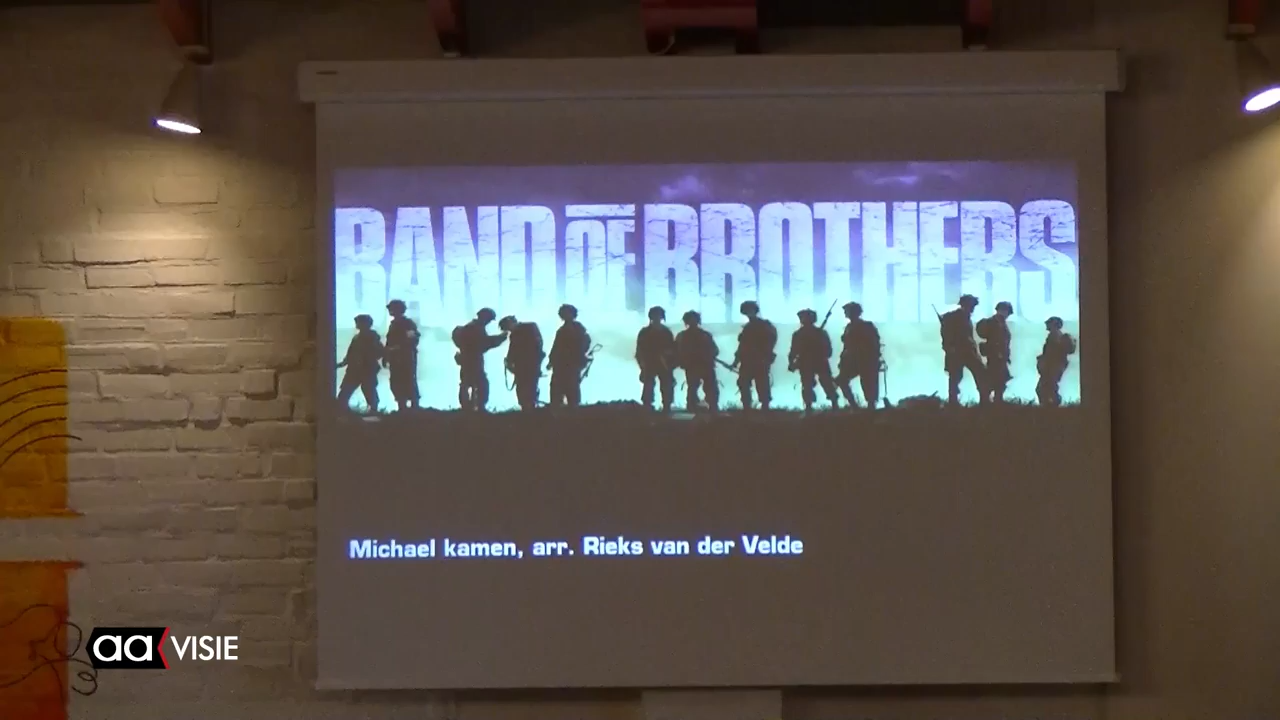 BAND OF BROTHERS
Michael kamen, arr. Rieks van der Velde
aa VISIE